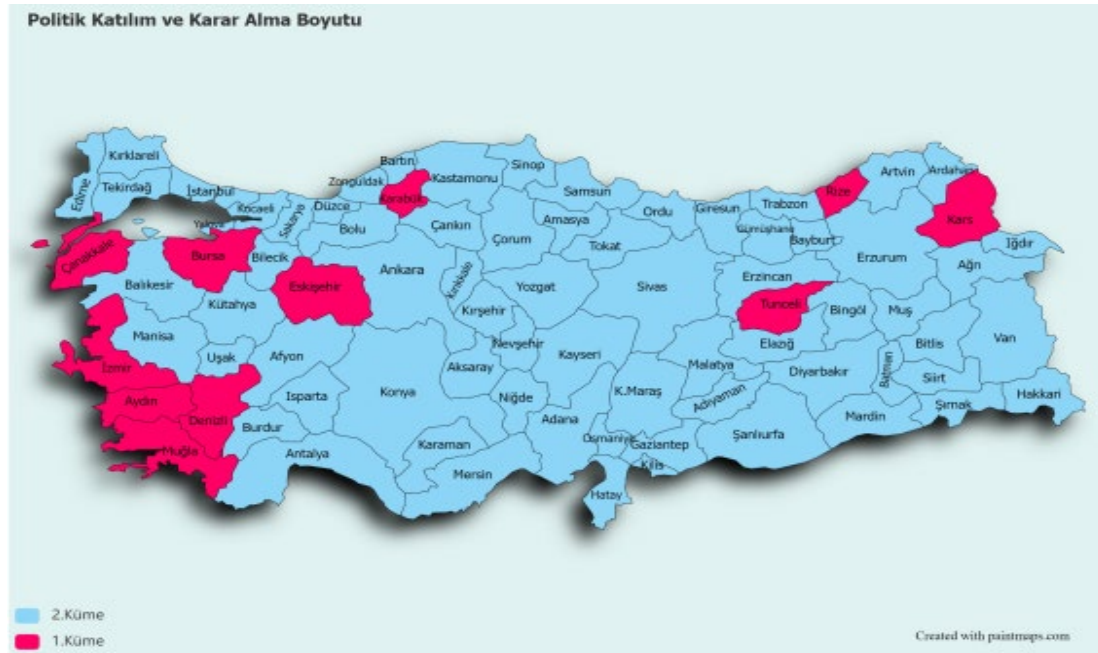 Politik Katılım ve Karar Alma Boyutu
Kırklareli
Edirne
Tekirdağ
İstanbul
Kocaeli
Yalova
Sakarya
Düzce
Zonguldak
Bartın
Karabük
Kastamonu
Sinop
Samsun
Ordu
Giresun
Trabzon
Rize
Artvin
Ardahan
Kars
Iğdır
Ağrı
Çanakkale
Bursa
Bilecik
Bolu
Çankırı
Çorum
Amasya
Tokat
Gümüşhane
Bayburt
Erzurum
Erzincan
Balıkesir
Kütahya
Eskişehir
Ankara
Kırıkkale
Yozgat
Sivas
Tunceli
Bingöl
Muş
Van
Manisa
Uşak
Afyon
Kırşehir
Nevşehir
Kayseri
Malatya
Elazığ
Bitlis
İzmir
Aydın
Denizli
Isparta
Konya
Aksaray
Niğde
K.Maraş
Adıyaman
Diyarbakır
Batman
Siirt
Şırnak
Hakkari
Muğla
Burdur
Antalya
Karaman
Mersin
Adana
Osmaniye
Gaziantep
Kilis
Şanlıurfa
Mardin
Hatay
2.Küme
1.Küme
Created with paintmaps.com